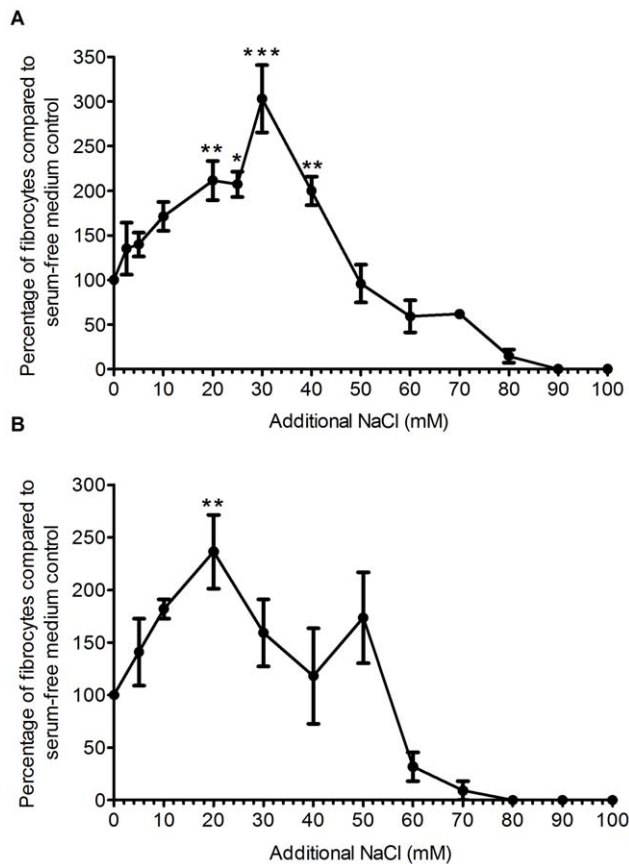 A
Percentage of fibrocytes compared to
serum-free medium control
350
300
250
200
150
100
50
0
***
**
*
**
0 10 20 30 40 50 60 70 80 90 100
Additional NaCl (mM)
B
Percentage of fibrocytes compared to
serum-free medium control
300
250
200
150
100
50
0
**
0 10 20 30 40 50 60 70 80 90 100
Additional NaCl (mM)